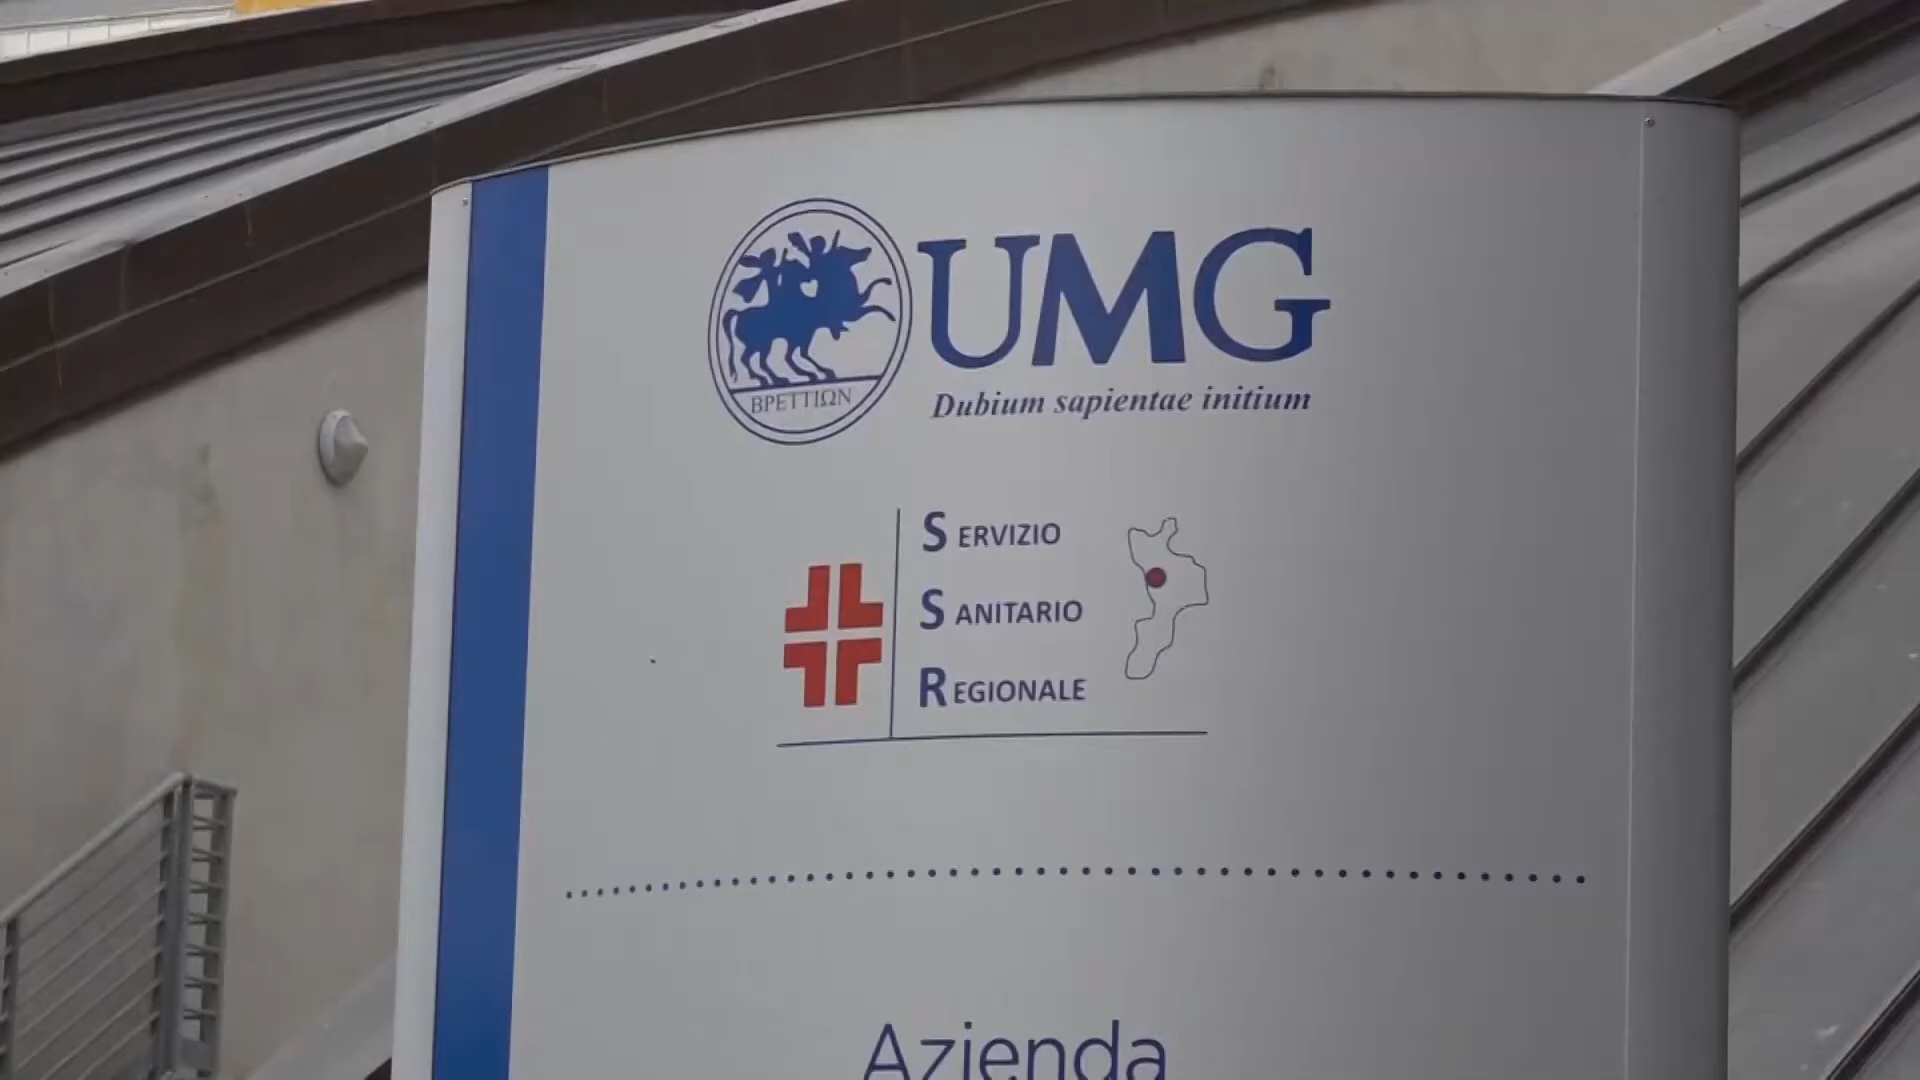 UMG
Dubium sapientae initium
ΒΡΕΤΤΙΩΝ
SERVIZIO
SANITARIO
REGIONALE
Azienda